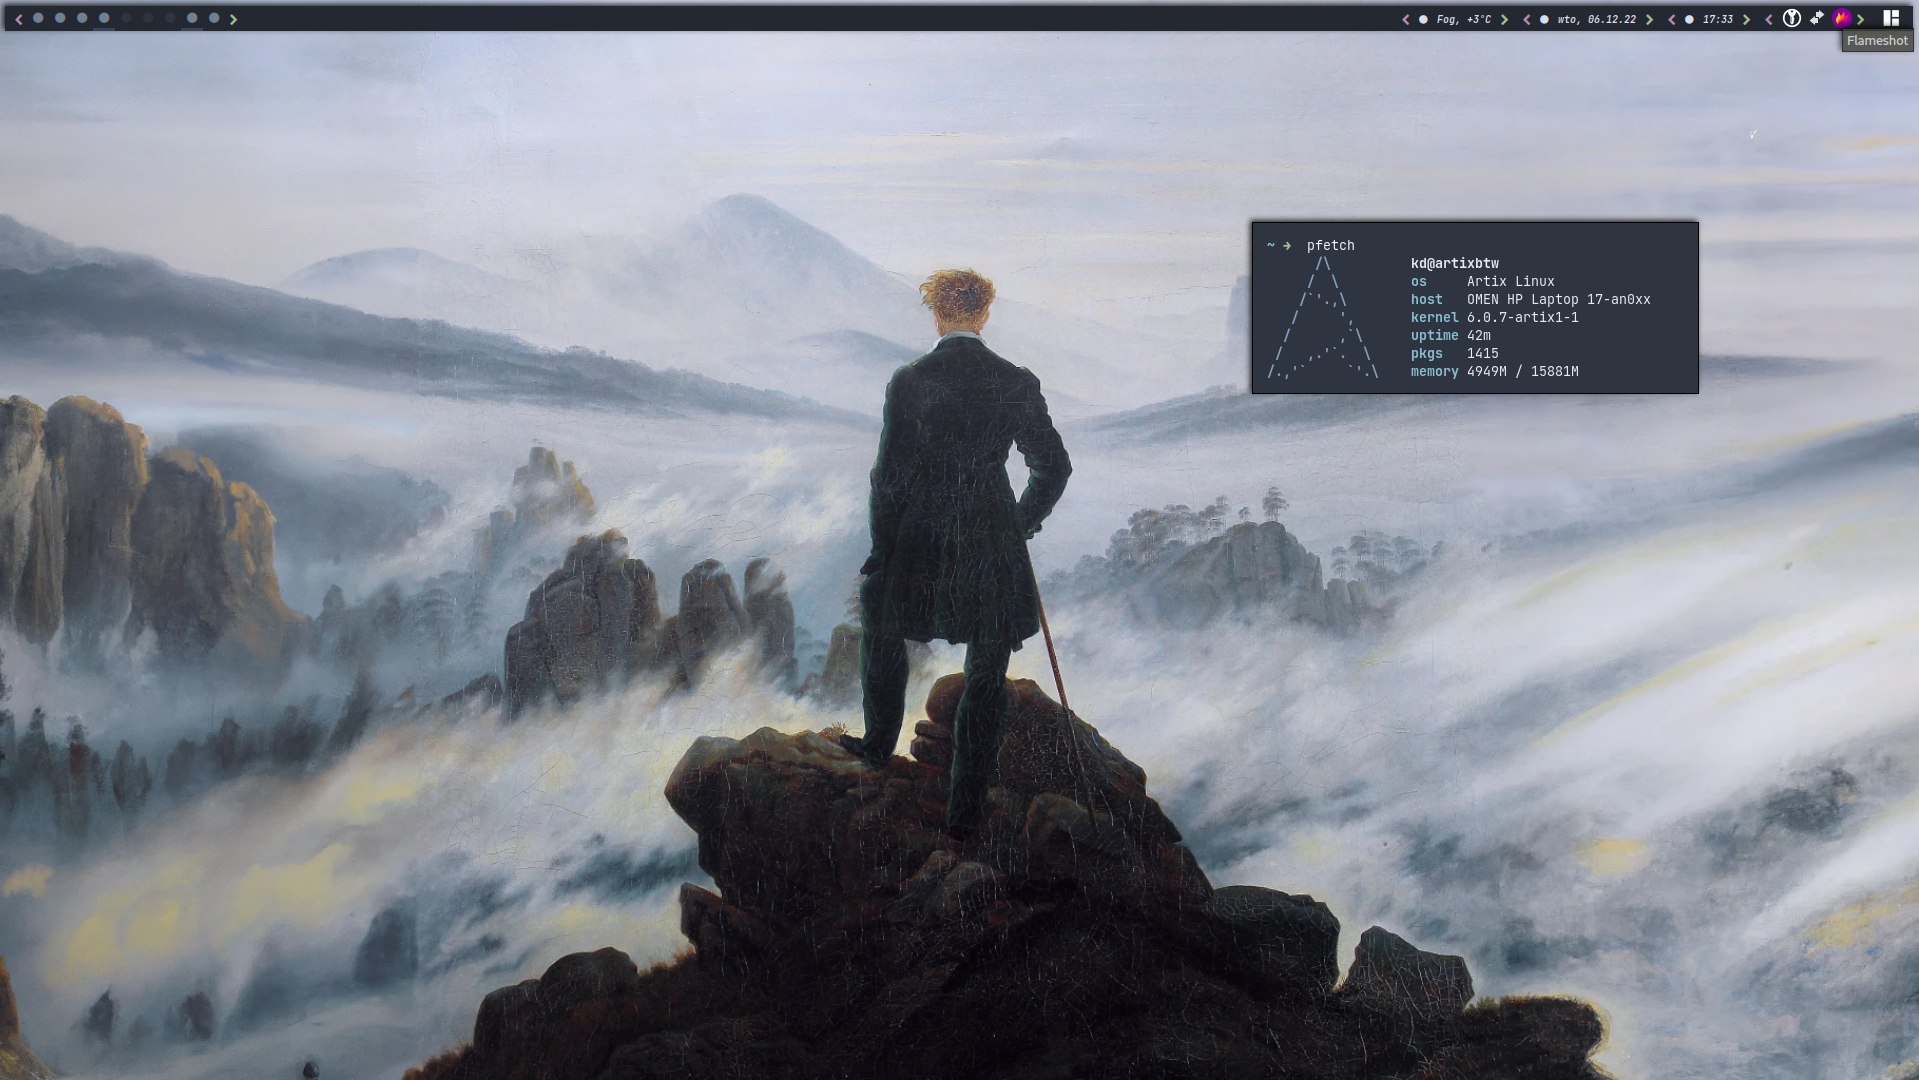 Fog, +3°C
wto, 06.12.22
17:33
Flameshot
~ → pfetch
kd@artixbtw
os Artix Linux
host OMEN HP Laptop 17-an0xx
kernel 6.0.7-artix1-1
uptime 42m
pkgs 1415
memory 4949M / 15881M